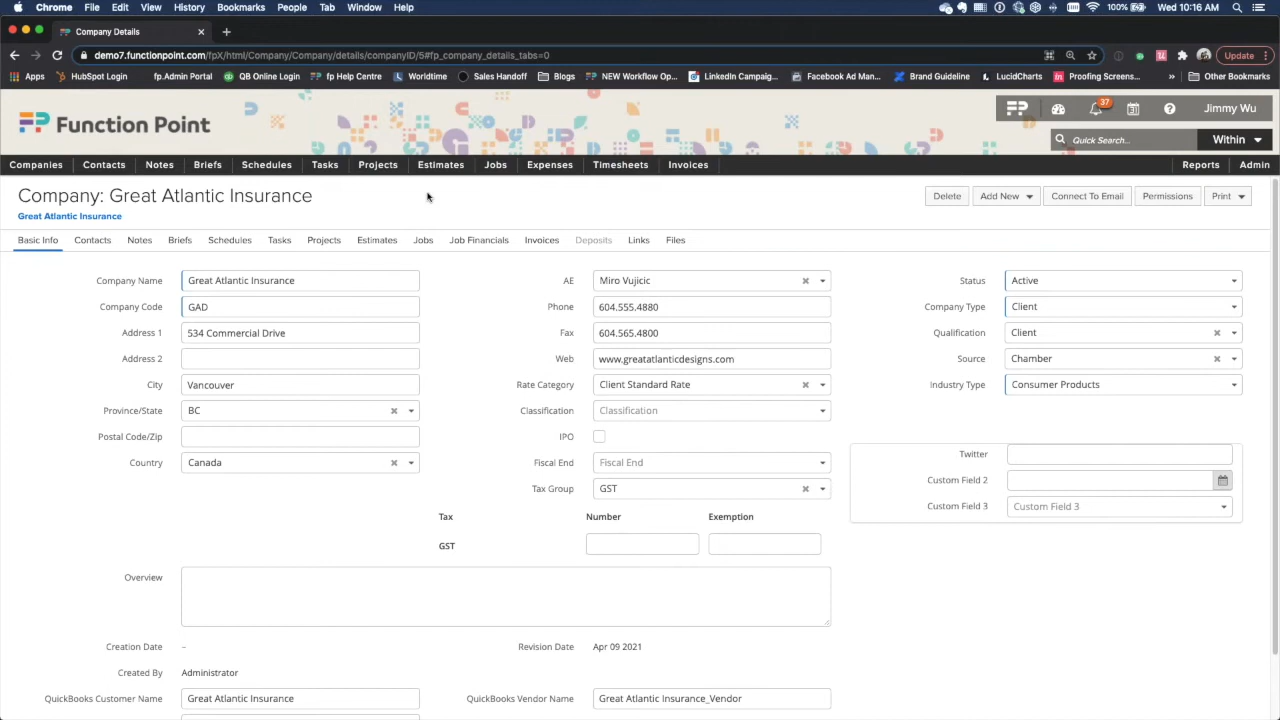 Chrome File Edit View History Bookmarks People Tab Window Help 100% Wed 10:16 AM
Company Details
demo7.functionpoint.com/fpX/html/Company/Company/details/companyID/5#fp_company_details_tabs=0 Update
Apps HubSpot Login fp.Admin Portal QB Online Login fp Help Centre Worldtime Sales Handoff Blogs NEW Workflow Op... LinkedIn Campaig... Facebook Ad Man... Brand Guideline LucidCharts Proofing Screens... » Other Bookmarks
Function Point 37 Jimmy Wu
Quick Search... Within
Companies Contacts Notes Briefs Schedules Tasks Projects Estimates Jobs Expenses Timesheets Invoices Reports Admin
Company: Great Atlantic Insurance Delete Add New Connect To Email Permissions Print
Great Atlantic Insurance
Basic Info Contacts Notes Briefs Schedules Tasks Projects Estimates Jobs Job Financials Invoices Deposits Links Files
Company Name Great Atlantic Insurance AE Miro Vujicic Status Active
Company Code GAD Phone 604.555.4880 Company Type Client
Address 1 534 Commercial Drive Fax 604.565.4800 Qualification Client
Address 2 Web www.greatatlanticdesigns.com Source Chamber
City Vancouver Rate Category Client Standard Rate Industry Type Consumer Products
Province/State BC Classification Classification
Postal Code/Zip IPO
Twitter
Country Canada Fiscal End Fiscal End
Custom Field 2
Tax Group GST
Custom Field 3 Custom Field 3
Tax Number Exemption
GST
Overview
Creation Date – Revision Date Apr 09 2021
Created By Administrator
QuickBooks Customer Name Great Atlantic Insurance QuickBooks Vendor Name Great Atlantic Insurance_Vendor